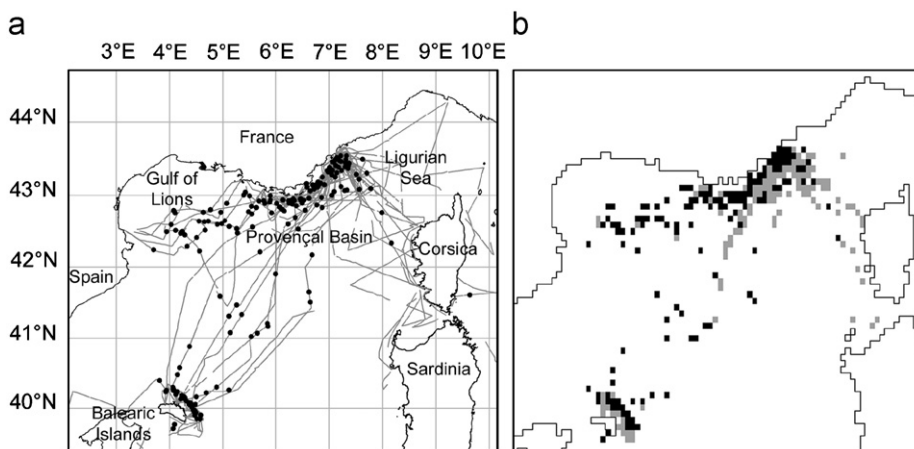 a
b
3°E 4°E 5°E 6°E 7°E 8°E 9°E 10°E
44°N
43°N
42°N
41°N
40°N
France
Gulf of
Lions
Ligurian
Sea
Provençal Basin
Corsica
Spain
Sardinia
Balearic
Islands